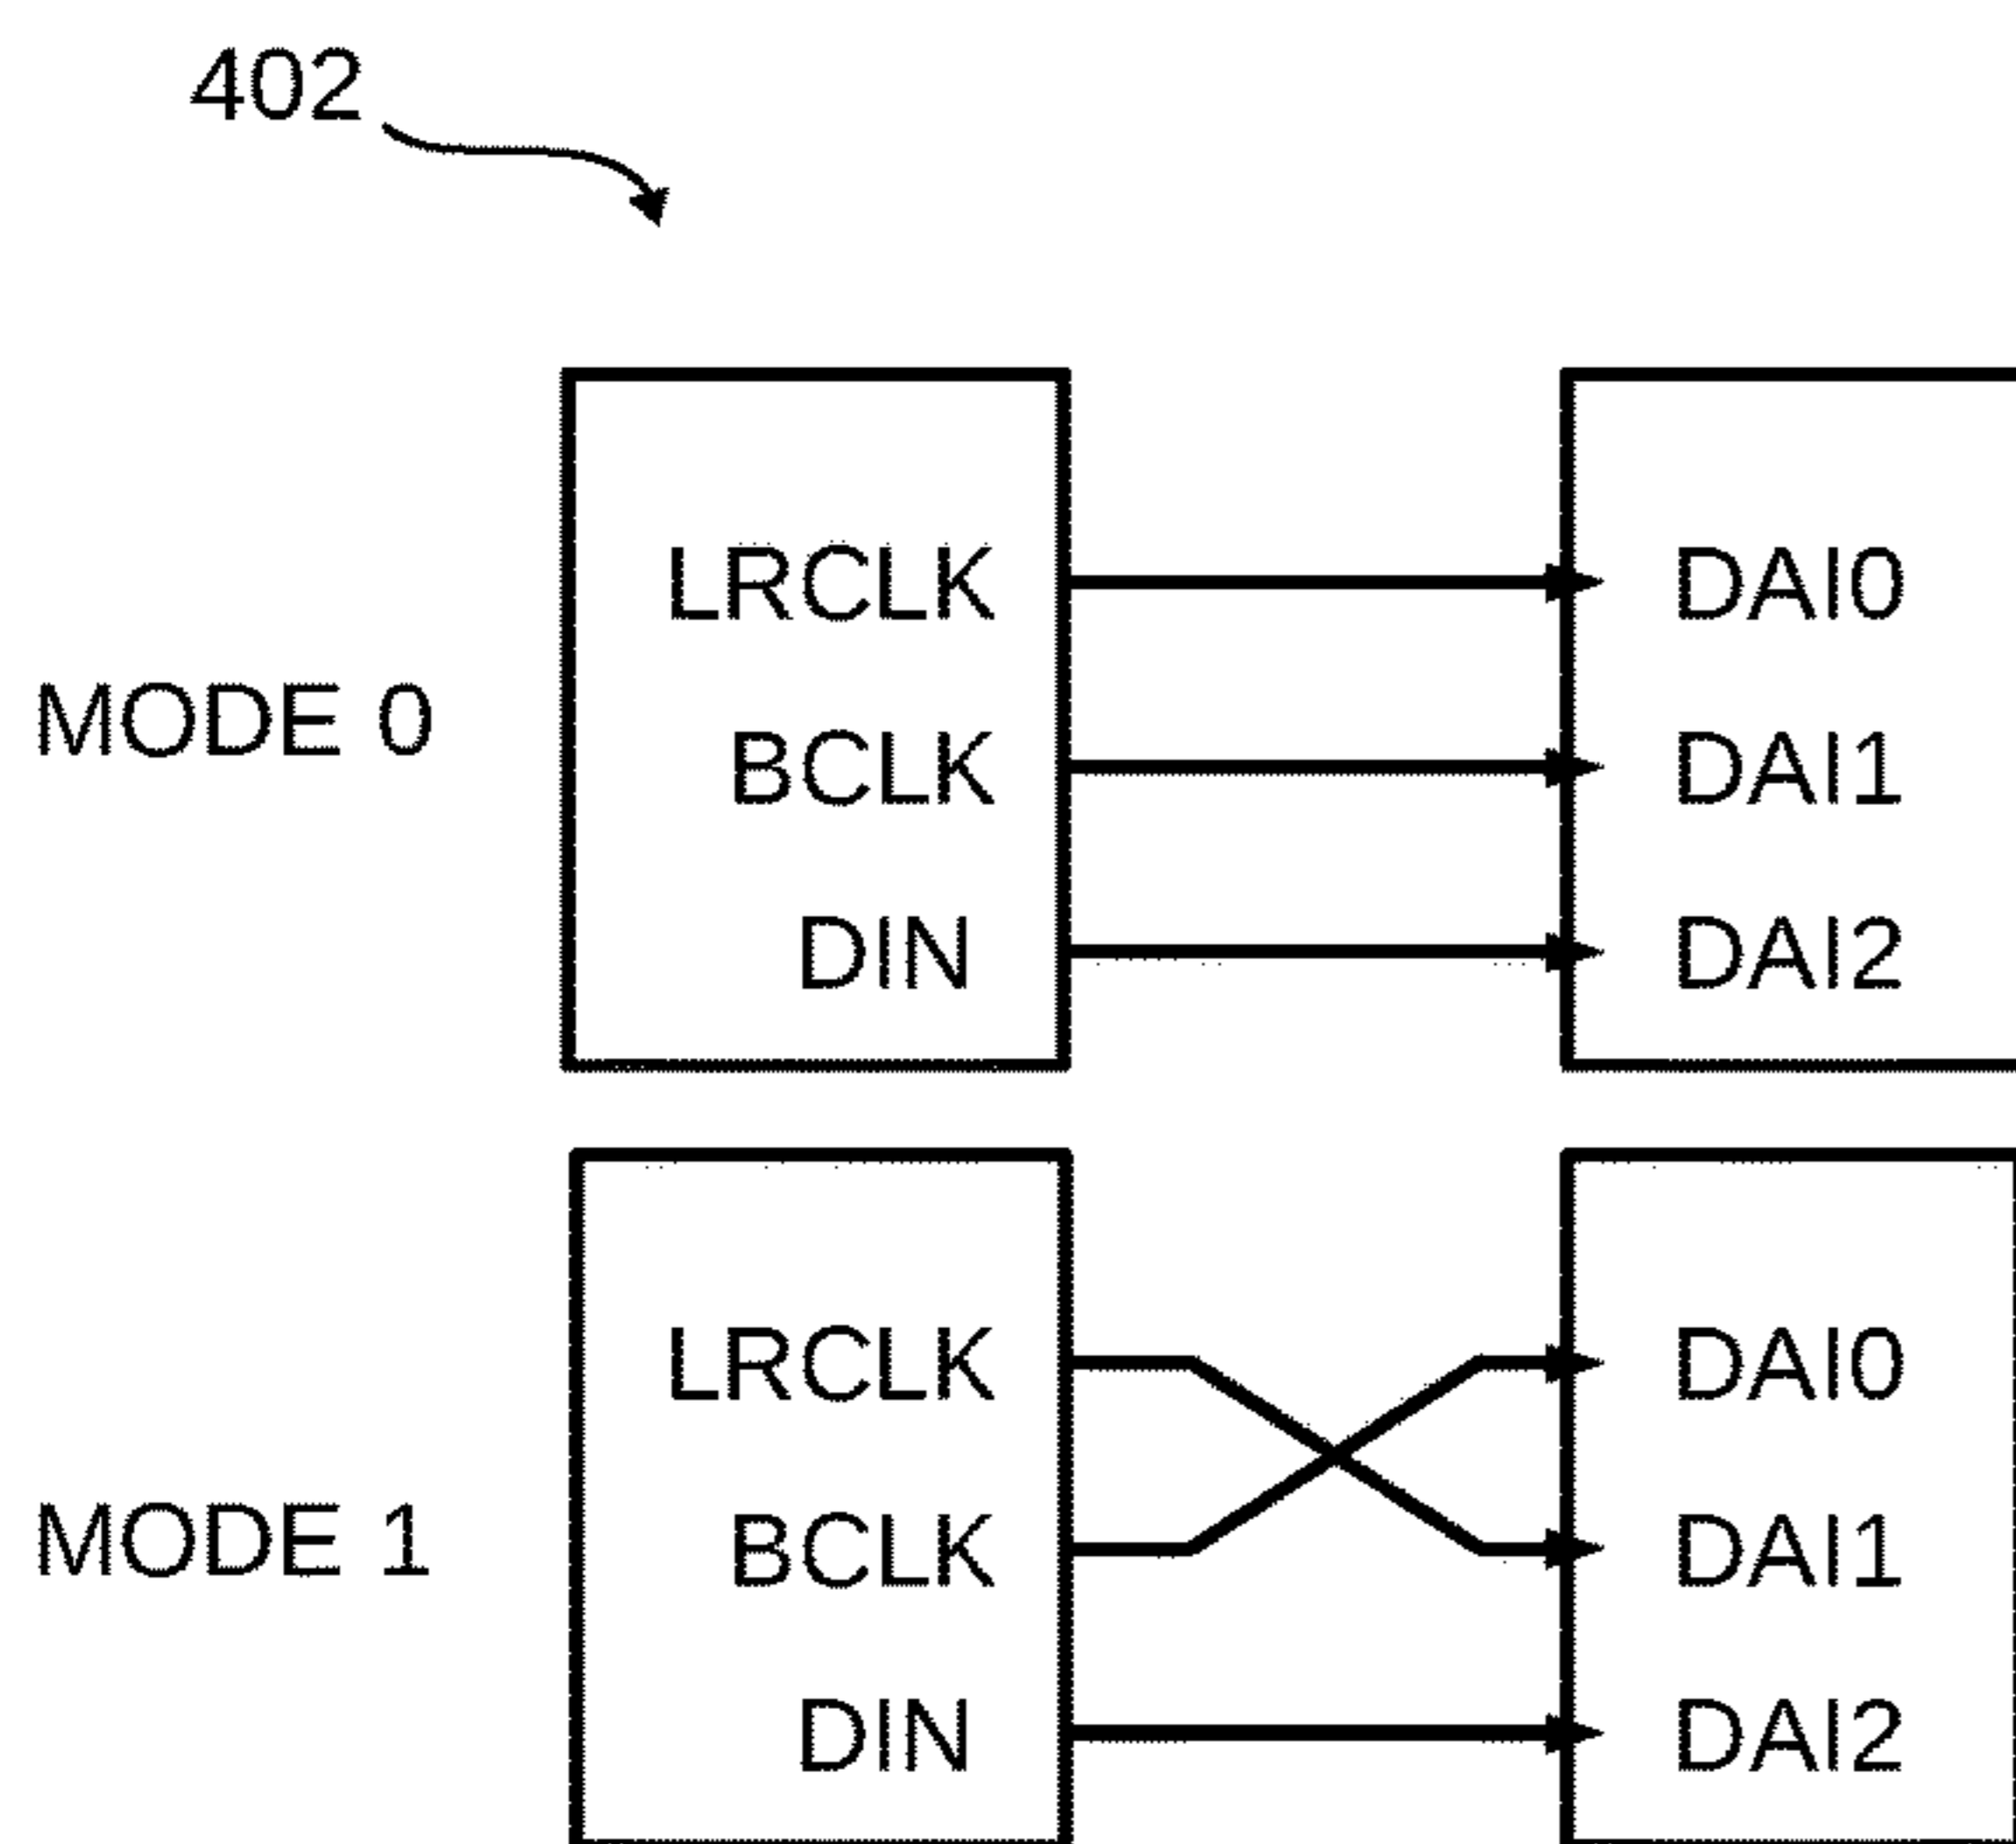 402
MODE 0
LRCLK
BCLK
DIN
DAI0
DAI1
DAI2
MODE 1
LRCLK
BCLK
DIN
DAI0
DAI1
DAI2